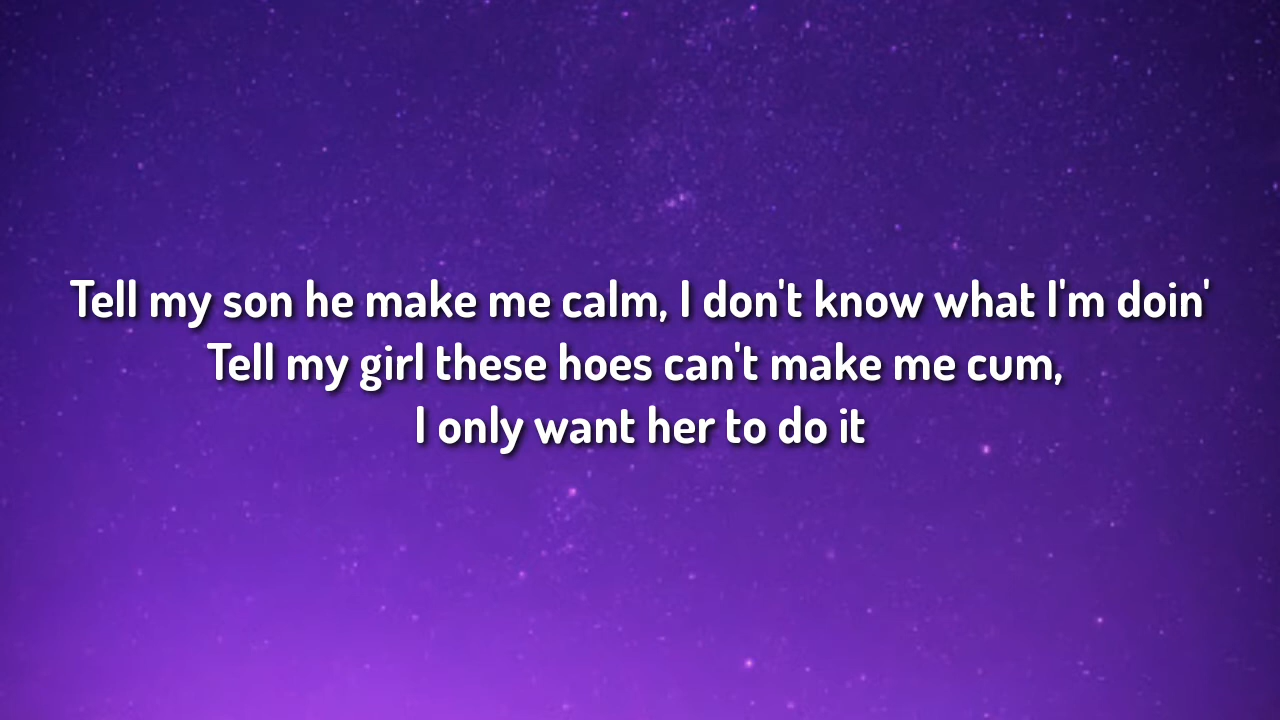 Tell my son he make me calm, I don't know what I'm doin'
Tell my girl these hoes can't make me cum,
I only want her to do it